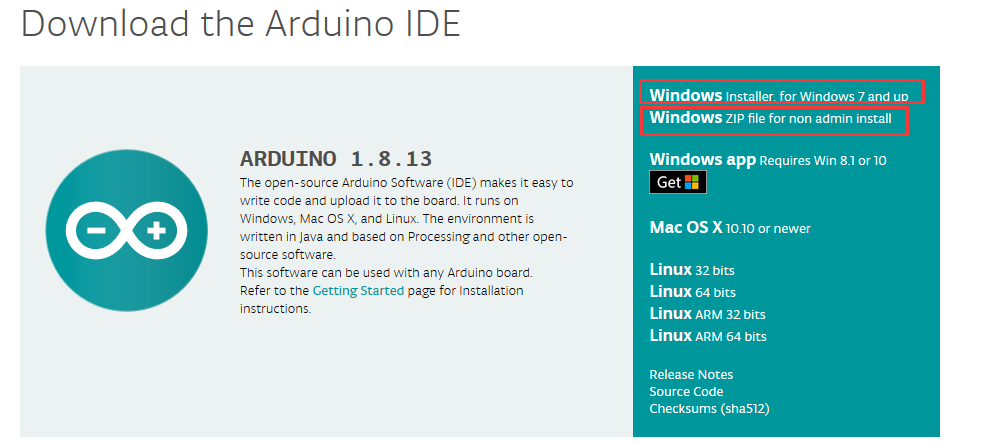 Download the Arduino IDE
ARDUINO 1.8.13
The open-source Arduino Software (IDE) makes it easy to
write code and upload it to the board. It runs on
Windows, Mac OS X, and Linux. The environment is
written in Java and based on Processing and other open-
source software.
This software can be used with any Arduino board.
Refer to the Getting Started page for Installation
instructions.
Windows Installer, for Windows 7 and up
Windows ZIP file for non admin install
Windows app Requires Win 8.1 or 10
Get
Mac OS X 10.10 or newer
Linux 32 bits
Linux 64 bits
Linux ARM 32 bits
Linux ARM 64 bits
Release Notes
Source Code
Checksums (sha512)